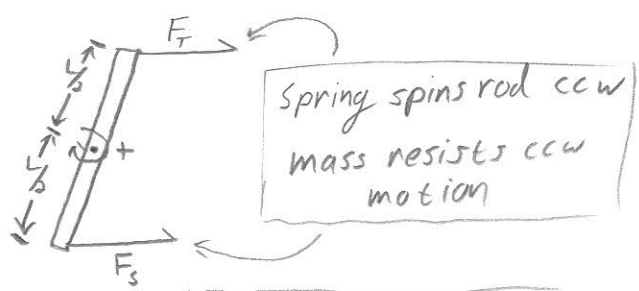 F_T
L/2
spring spins rod ccw
L/2
+
mass resists ccw
motion
F_s